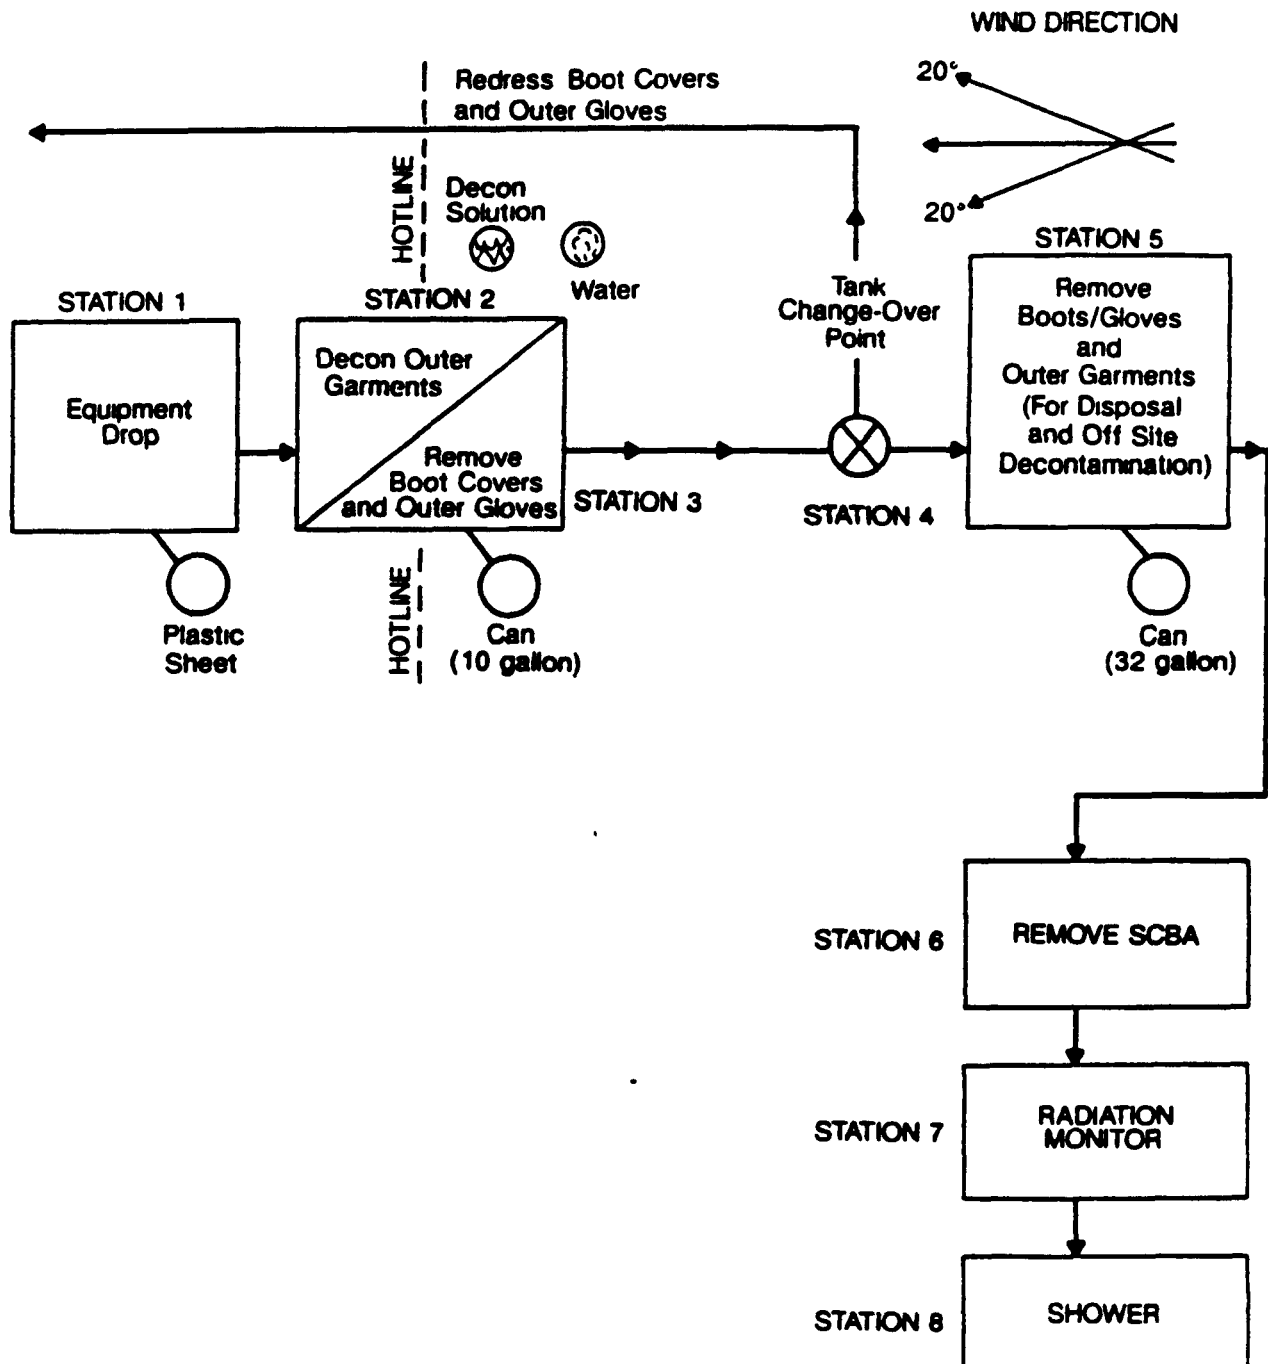 WIND DIRECTION
20°
20°
Redress Boot Covers
and Outer Gloves
HOTLINE
Decon
Solution
Water
STATION 1
Equipment
Drop
Plastic
Sheet
STATION 2
Decon Outer
Garments
Remove
Boot Covers
and Outer Gloves
STATION 3
HOTLINE
Can
(10 gallon)
Tank
Change-Over
Point
STATION 4
STATION 5
Remove
Boots/Gloves
and
Outer Garments
(For Disposal
and Off Site
Decontamination)
Can
(32 gallon)
STATION 6
REMOVE SCBA
STATION 7
RADIATION
MONITOR
STATION 8
SHOWER